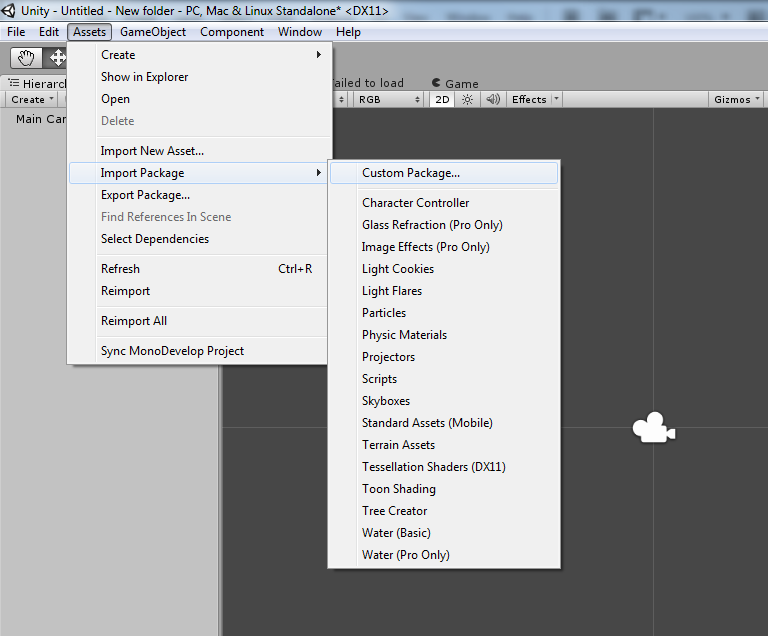 Unity - Untitled - New folder - PC, Mac & Linux Standalone* <DX11>
File Edit Assets GameObject Component Window Help
Create
Show in Explorer
Open
Delete
Import New Asset...
Import Package
Export Package...
Find References In Scene
Select Dependencies
Refresh Ctrl+R
Reimport
Reimport All
Sync MonoDevelop Project
Custom Package...
Character Controller
Glass Refraction (Pro Only)
Image Effects (Pro Only)
Light Cookies
Light Flares
Particles
Physic Materials
Projectors
Scripts
Skyboxes
Standard Assets (Mobile)
Terrain Assets
Tessellation Shaders (DX11)
Toon Shading
Tree Creator
Water (Basic)
Water (Pro Only)
Hierarc
Create
Main Car
ailed to load Game
RGB 2D Effects Gizmos